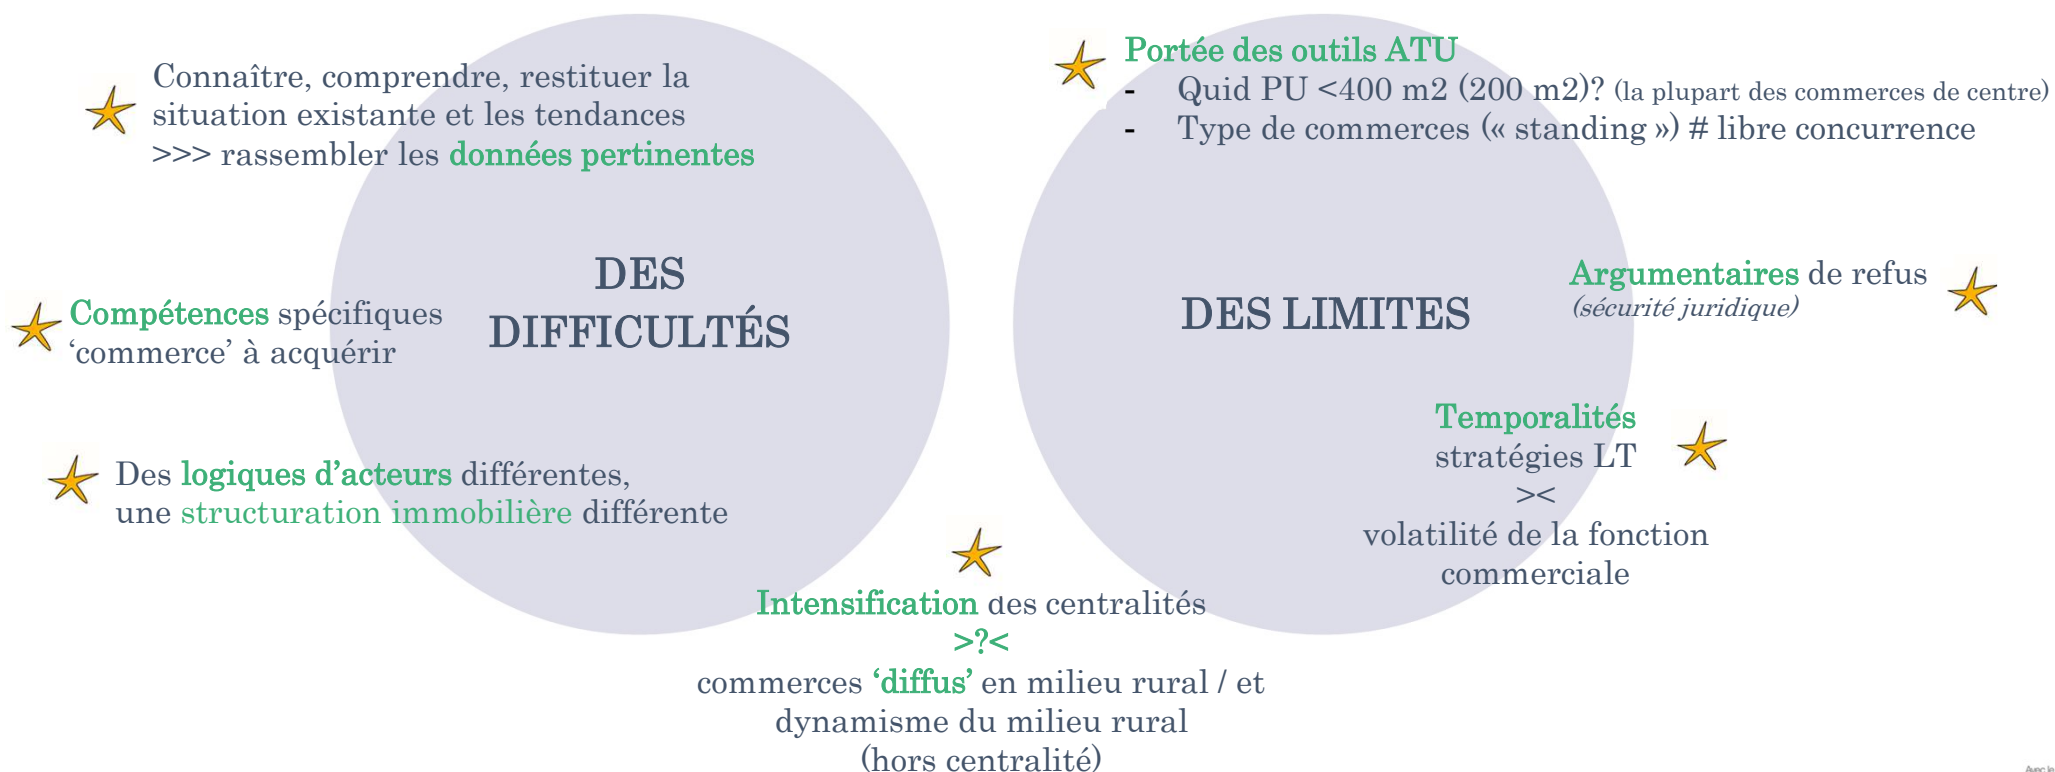 Connaître, comprendre, restituer la
situation existante et les tendances
>>> rassembler les données pertinentes
DES
DIFFICULTÉS
Compétences spécifiques
‘commerce’ à acquérir
Des logiques d’acteurs différentes,
une structuration immobilière différente
Portée des outils ATU
- Quid PU <400 m2 (200 m2)? (la plupart des commerces de centre)
- Type de commerces (« standing ») # libre concurrence
DES LIMITES
Argumentaires de refus
(sécurité juridique)
Temporalités
stratégies LT
><
volatilité de la fonction
commerciale
Intensification des centralités
>?<
commerces ‘diffus’ en milieu rural / et
dynamisme du milieu rural
(hors centralité)
Avec le